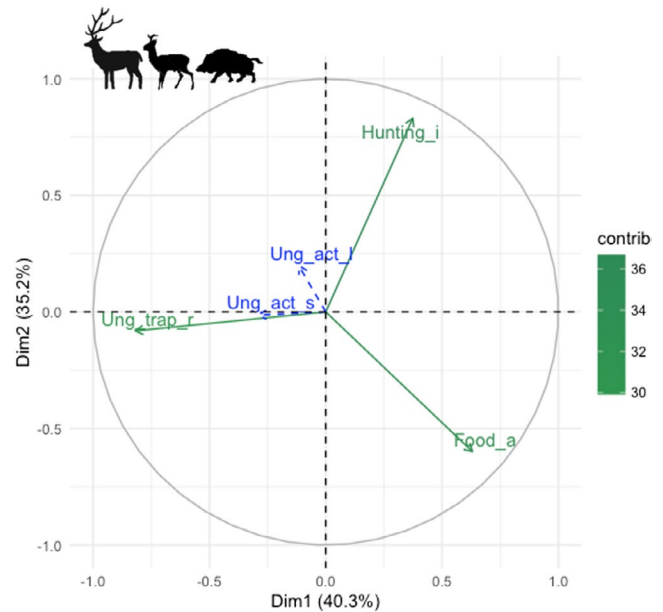 1.0
Hunting_i
0.5
contribe
Ung_act_l
36
Ung_act_s
34
0.0
Ung_trap_r
32
30
Dim2 (35.2%)
-0.5
Food_a
-1.0
-1.0 -0.5 0.0 0.5 1.0
Dim1 (40.3%)